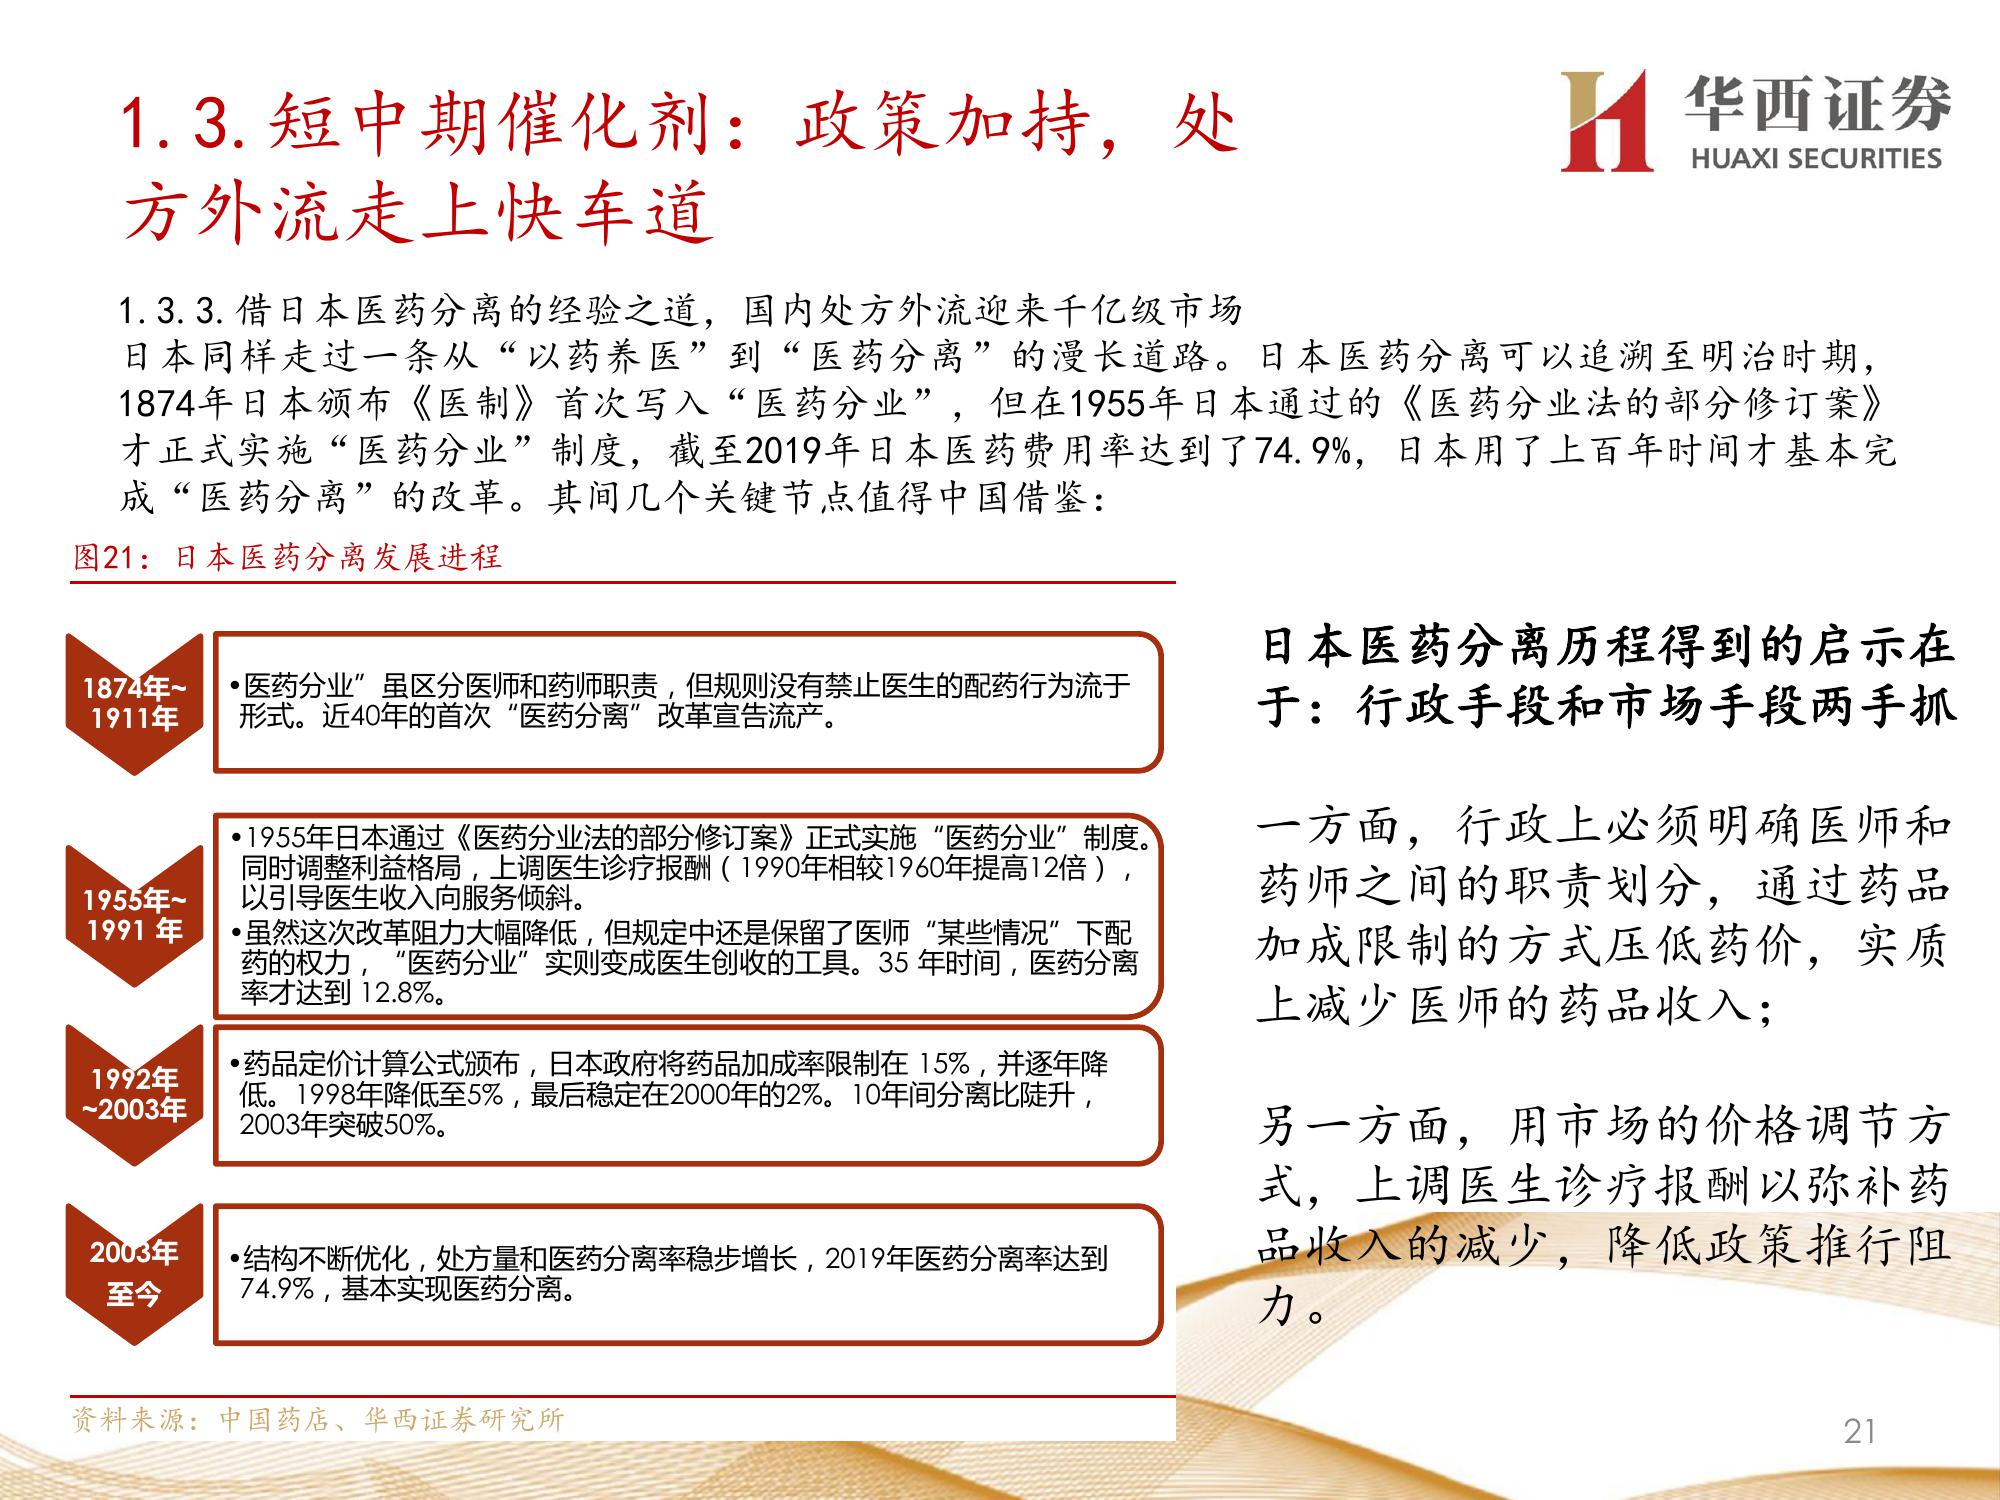 1.3.短中期催化剂：政策加持，处
方外流走上快车道
华西证券
HUAXI SECURITIES
1.3.3.借日本医药分离的经验之道，国内处方外流迎来千亿级市场
日本同样走过一条从“以药养医”到“医药分离”的漫长道路。日本医药分离可以追溯至明治时期，
1874年日本颁布《医制》首次写入“医药分业”，但在1955年日本通过的《医药分业法的部分修订案》
才正式实施“医药分业”制度，截至2019年日本医药费用率达到了74.9%，日本用了上百年时间才基本完
成“医药分离”的改革。其间几个关键节点值得中国借鉴：
图21：日本医药分离发展进程
1874年~
1911年
•医药分业”虽区分医师和药师职责，但规则没有禁止医生的配药行为流于
形式。近40年的首次“医药分离”改革宣告流产。
1955年~
1991 年
•1955年日本通过《医药分业法的部分修订案》正式实施“医药分业”制度。
同时调整利益格局，上调医生诊疗报酬（1990年相较1960年提高12倍），
以引导医生收入向服务倾斜。
•虽然这次改革阻力大幅降低，但规定中还是保留了医师“某些情况”下配
药的权力，“医药分业”实则变成医生创收的工具。35 年时间，医药分离
率才达到 12.8%。
1992年
~2003年
•药品定价计算公式颁布，日本政府将药品加成率限制在 15%，并逐年降
低。1998年降低至5%，最后稳定在2000年的2%。10年间分离比陡升，
2003年突破50%。
2003年
至今
•结构不断优化，处方量和医药分离率稳步增长，2019年医药分离率达到
74.9%，基本实现医药分离。
日本医药分离历程得到的启示在
于：行政手段和市场手段两手抓
一方面，行政上必须明确医师和
药师之间的职责划分，通过药品
加成限制的方式压低药价，实质
上减少医师的药品收入；
另一方面，用市场的价格调节方
式，上调医生诊疗报酬以弥补药
品收入的减少，降低政策推行阻
力。
资料来源：中国药店、华西证券研究所
21